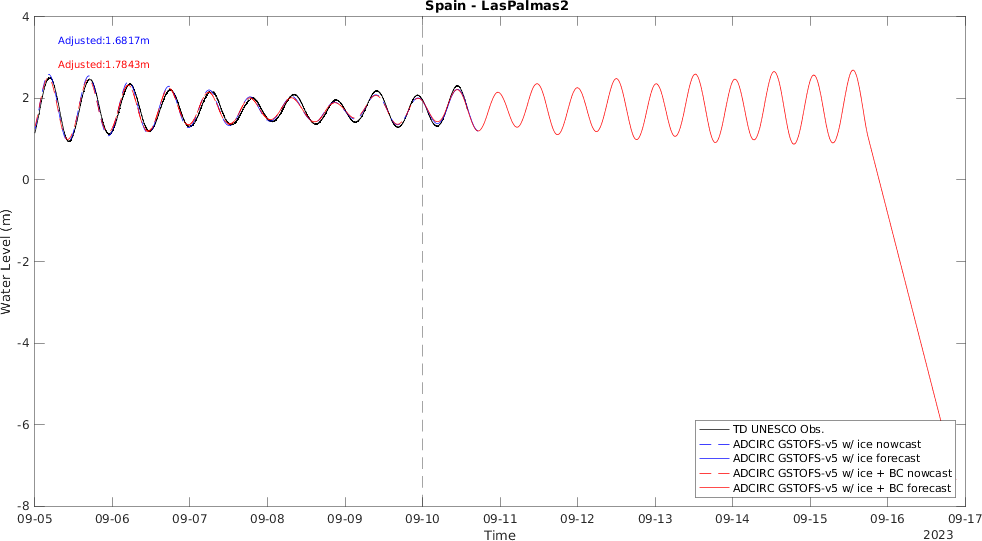 Spain - LasPalmas2
Adjusted:1.6817m
Adjusted:1.7843m
Water Level (m)
4
2
0
-2
-4
-6
-8
TD UNESCO Obs.
ADCIRC GSTOFS-v5 w/ ice nowcast
ADCIRC GSTOFS-v5 w/ ice forecast
ADCIRC GSTOFS-v5 w/ ice + BC nowcast
ADCIRC GSTOFS-v5 w/ ice + BC forecast
09-05 09-06 09-07 09-08 09-09 09-10 09-11 09-12 09-13 09-14 09-15 09-16 09-17
Time
2023